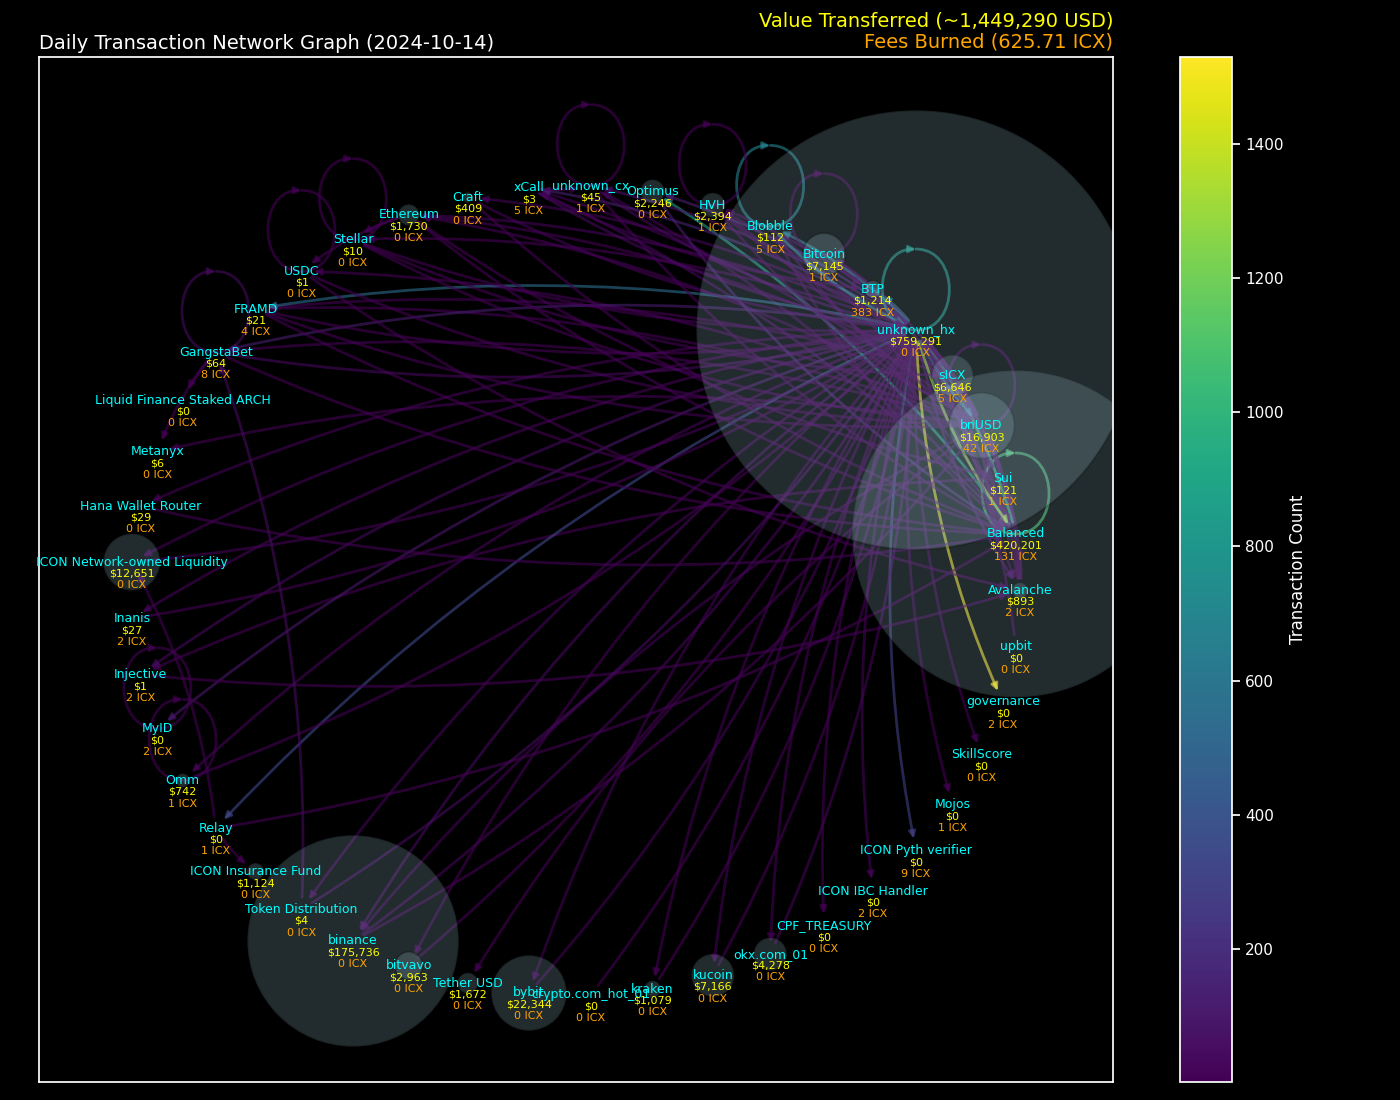 Value Transferred (~1,449,290 USD)
Daily Transaction Network Graph (2024-10-14)
Fees Burned (625.71 ICX)
xCall
$3
5 ICX
unknown_cx
$45
1 ICX
Optimus
$2,246
0 ICX
Craft
$409
0 ICX
HVH
$2,394
1 ICX
Ethereum
$1,730
0 ICX
Blobble
$112
5 ICX
Stellar
$10
0 ICX
Bitcoin
$7,145
1 ICX
USDC
$1
0 ICX
BTP
$1,214
383 ICX
FRAMD
$21
4 ICX
unknown_hx
$759,291
0 ICX
GangstaBet
$64
8 ICX
sICX
$6,646
5 ICX
Liquid Finance Staked ARCH
$0
0 ICX
bnUSD
$16,903
42 ICX
Metanyx
$6
0 ICX
Sui
$121
1 ICX
Hana Wallet Router
$29
0 ICX
Balanced
$420,201
131 ICX
ICON Network-owned Liquidity
$12,651
0 ICX
Avalanche
$893
2 ICX
Inanis
$27
2 ICX
upbit
$0
0 ICX
Injective
$1
2 ICX
governance
$0
2 ICX
MyID
$0
2 ICX
SkillScore
$0
0 ICX
Omm
$742
1 ICX
Mojos
$0
1 ICX
Relay
$0
1 ICX
ICON Pyth verifier
$0
9 ICX
ICON Insurance Fund
$1,124
0 ICX
ICON IBC Handler
$0
2 ICX
Token Distribution
$4
0 ICX
CPF_TREASURY
$0
0 ICX
binance
$175,736
0 ICX
okx.com_01
$4,278
0 ICX
bitvavo
$2,963
0 ICX
kucoin
$7,166
0 ICX
Tether USD
$1,672
0 ICX
kraken
$1,079
0 ICX
bybit
$22,344
0 ICX
crypto.com_hot_01
$0
0 ICX
1400
1200
1000
800
600
400
200
Transaction Count